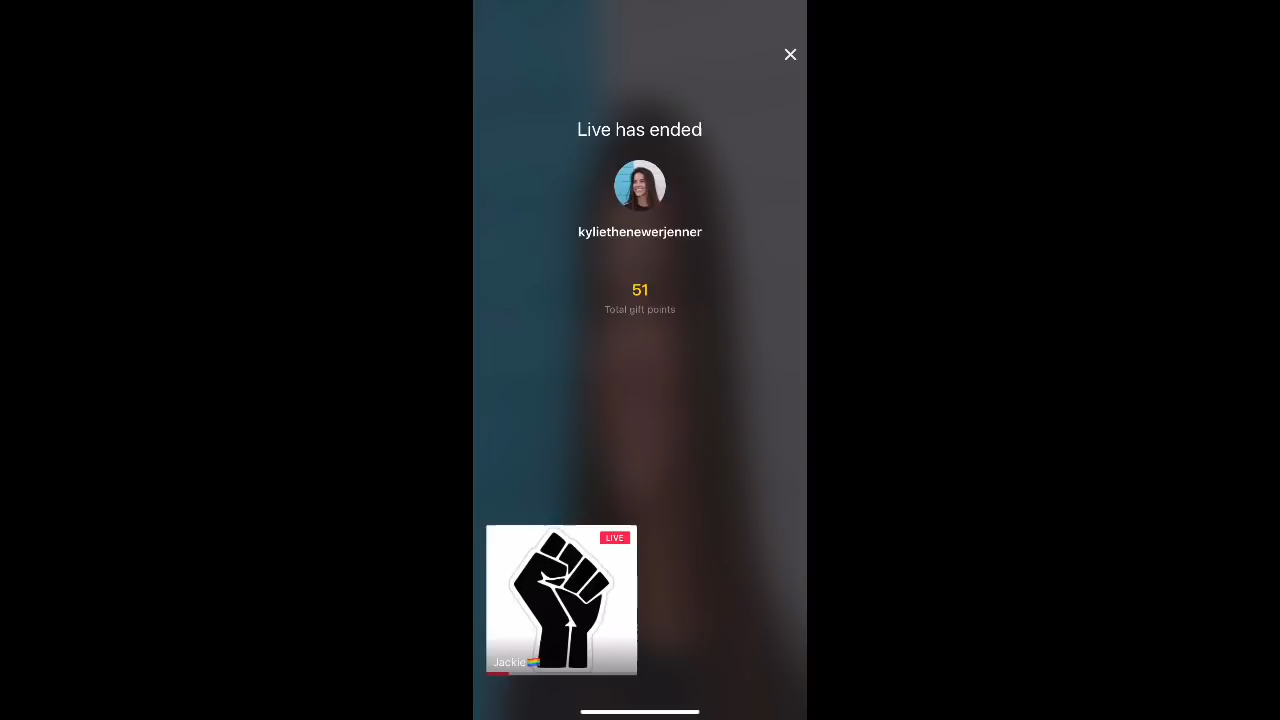 Live has ended
kyliethenewerjenner
51
Total gift points
LIVE
Jackie🏳️‍🌈